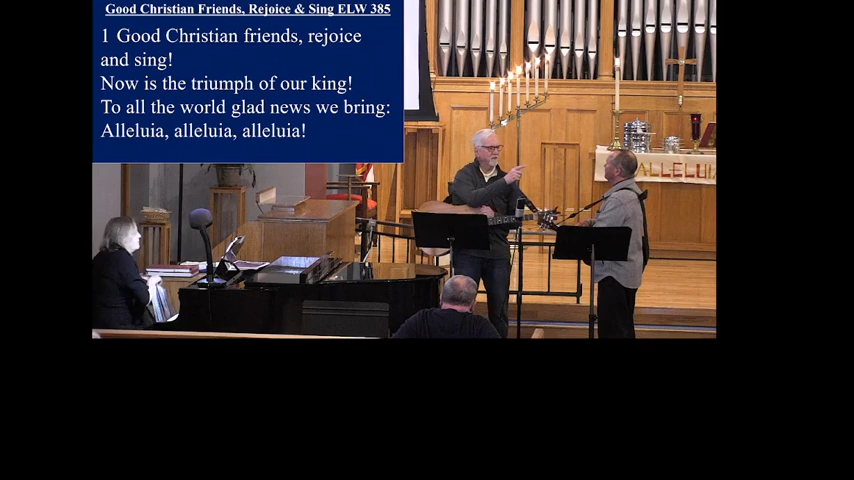 Good Christian Friends, Rejoice & Sing ELW 385
1 Good Christian friends, rejoice
and sing!
Now is the triumph of our king!
To all the world glad news we bring:
Alleluia, alleluia, alleluia!
ALLELUIA